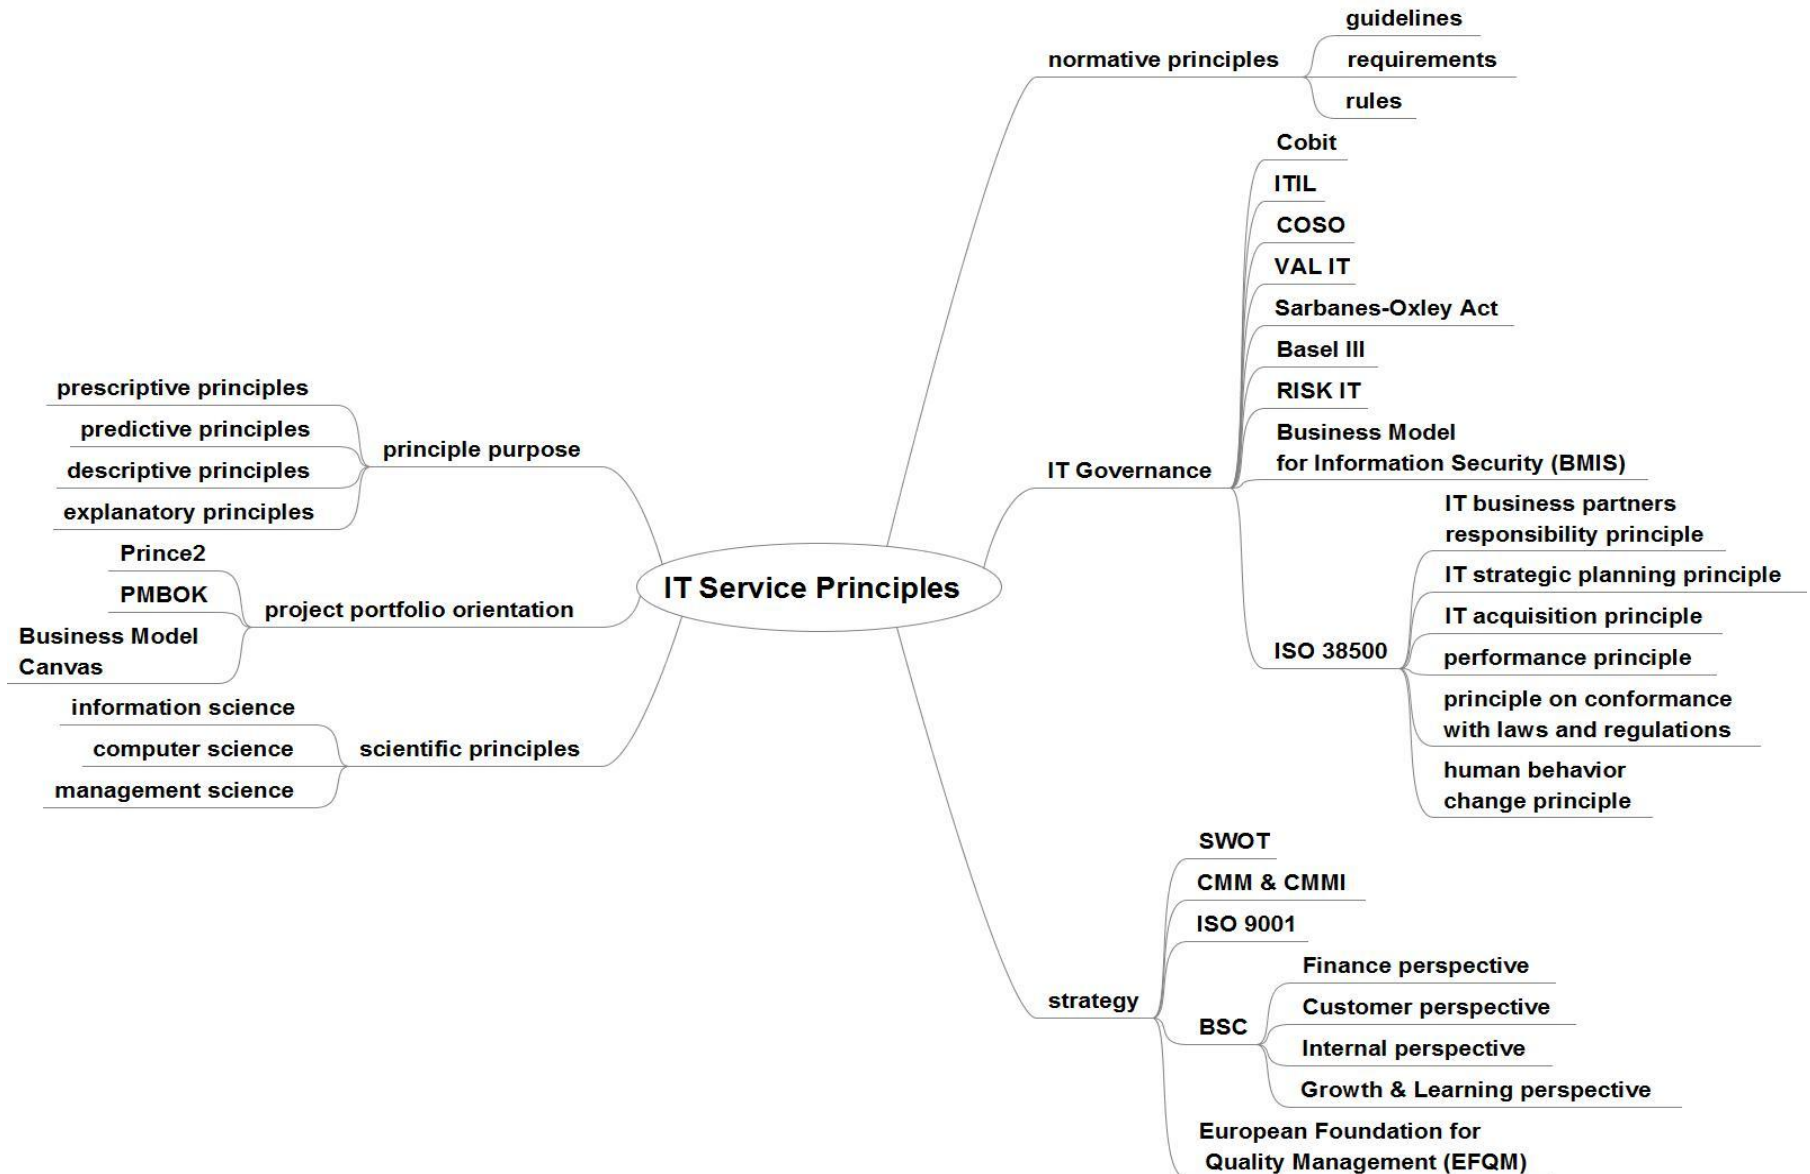 IT Service Principles
normative principles
guidelines
requirements
rules
IT Governance
Cobit
ITIL
COSO
VAL IT
Sarbanes-Oxley Act
Basel III
RISK IT
Business Model
for Information Security (BMIS)
ISO 38500
IT business partners
responsibility principle
IT strategic planning principle
IT acquisition principle
performance principle
principle on conformance
with laws and regulations
human behavior
change principle
strategy
SWOT
CMM & CMMI
ISO 9001
BSC
Finance perspective
Customer perspective
Internal perspective
Growth & Learning perspective
European Foundation for
Quality Management (EFQM)
principle purpose
prescriptive principles
predictive principles
descriptive principles
explanatory principles
project portfolio orientation
Prince2
PMBOK
Business Model
Canvas
scientific principles
information science
computer science
management science